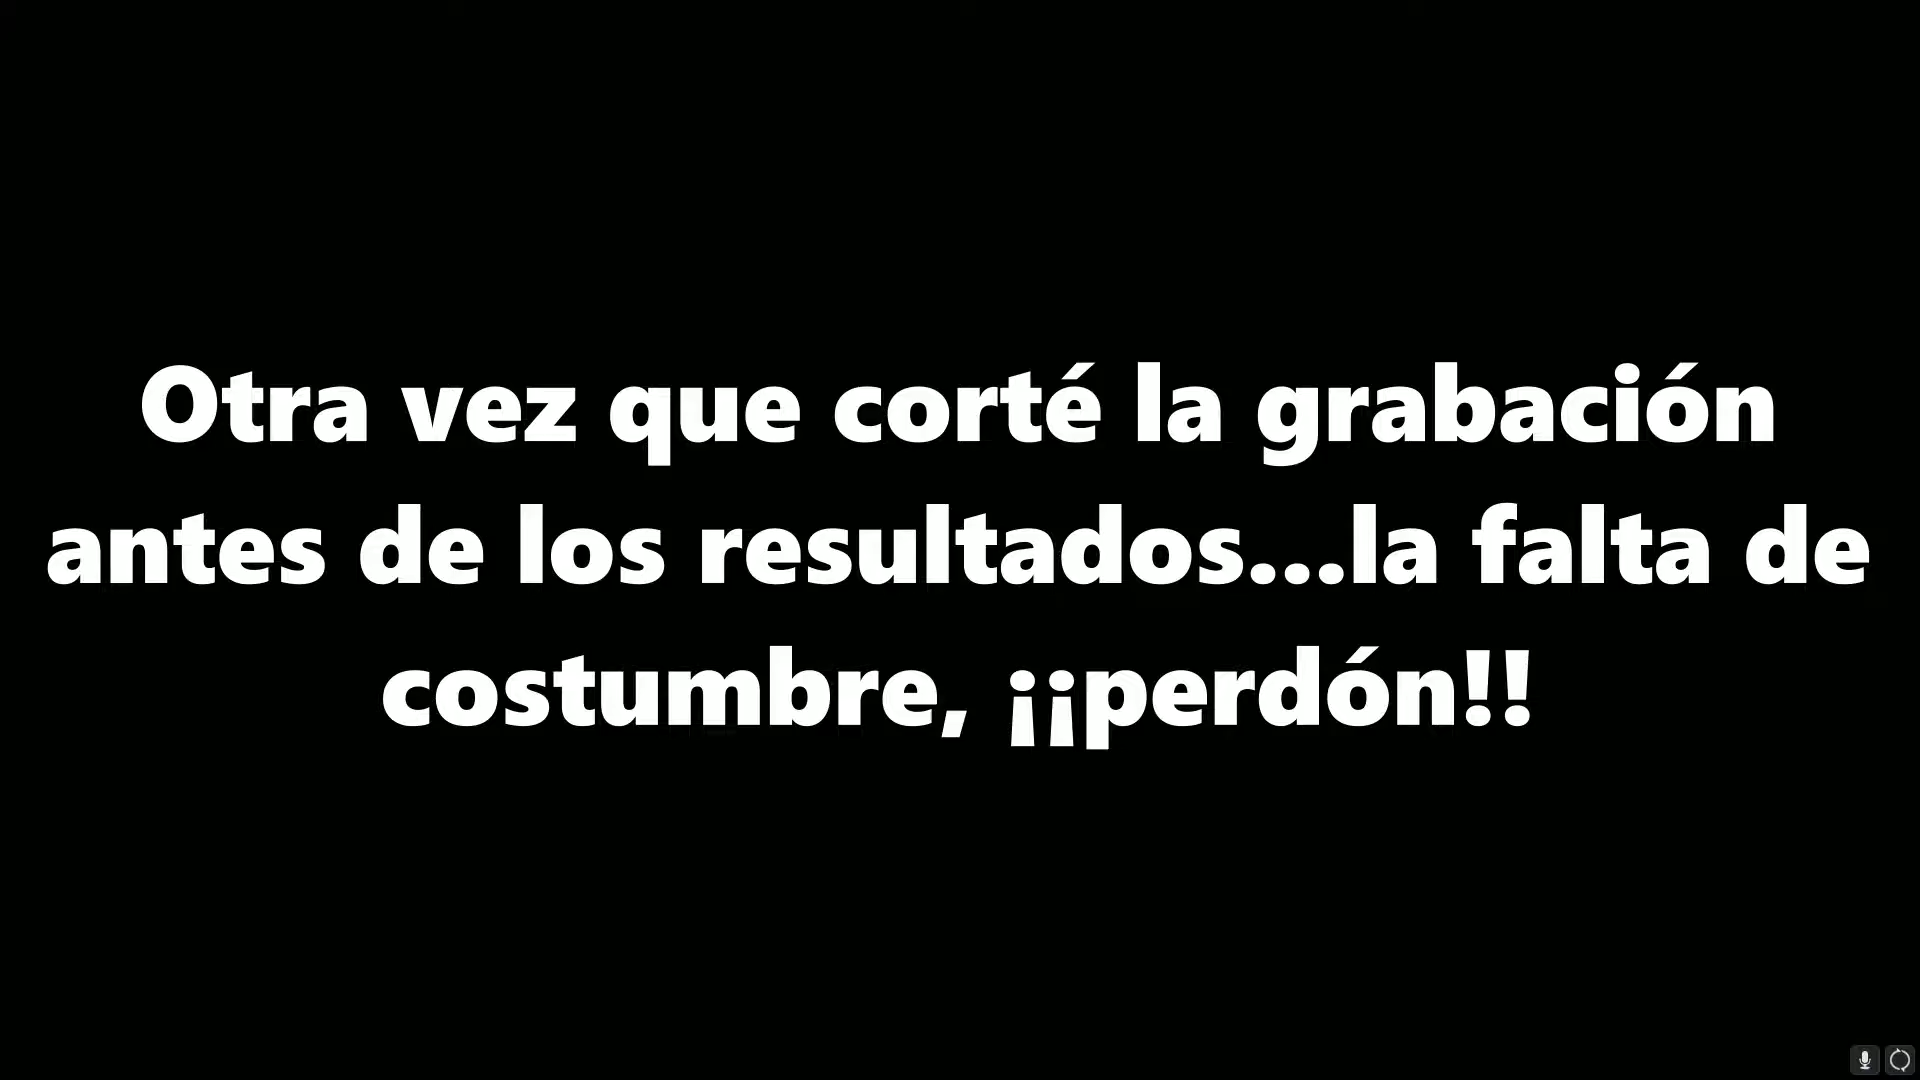 Otra vez que corté la grabación
antes de los resultados...la falta de
costumbre, ¡¡perdón!!